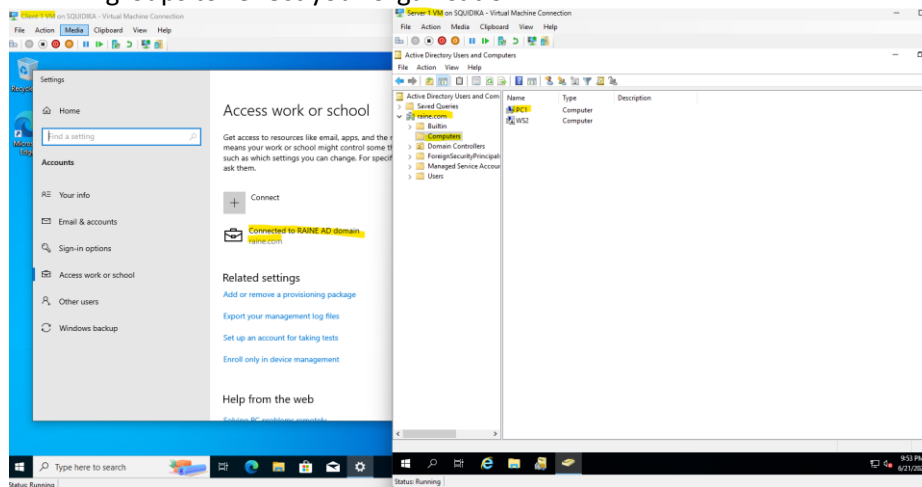 Client 1 VM on SQUIDIKA - Virtual Machine Connection
File Action Media Clipboard View Help
Settings
Home
Find a setting
Accounts
Your info
Email & accounts
Sign-in options
Access work or school
Other users
Windows backup
Access work or school
Get access to resources like email, apps, and the
means your work or school might control some
such as which settings you can change. For specif
ask them.
Connect
Connected to RAINE AD domain
raine.com
Related settings
Add or remove a provisioning package
Export your management log files
Set up an account for taking tests
Enroll only in device management
Help from the web
Type here to search
Status: Running
Server 1 VM on SQUIDIKA - Virtual Machine Connection
File Action Media Clipboard View Help
Active Directory Users and Computers
File Action View Help
Active Directory Users and Com
Saved Queries
raine.com
Builtin
Computers
Domain Controllers
ForeignSecurityPrincipals
Managed Service Accour
Users
Name Type Description
PC1 Computer
WS2 Computer
9:53 PM
6/21/202
Status: Running